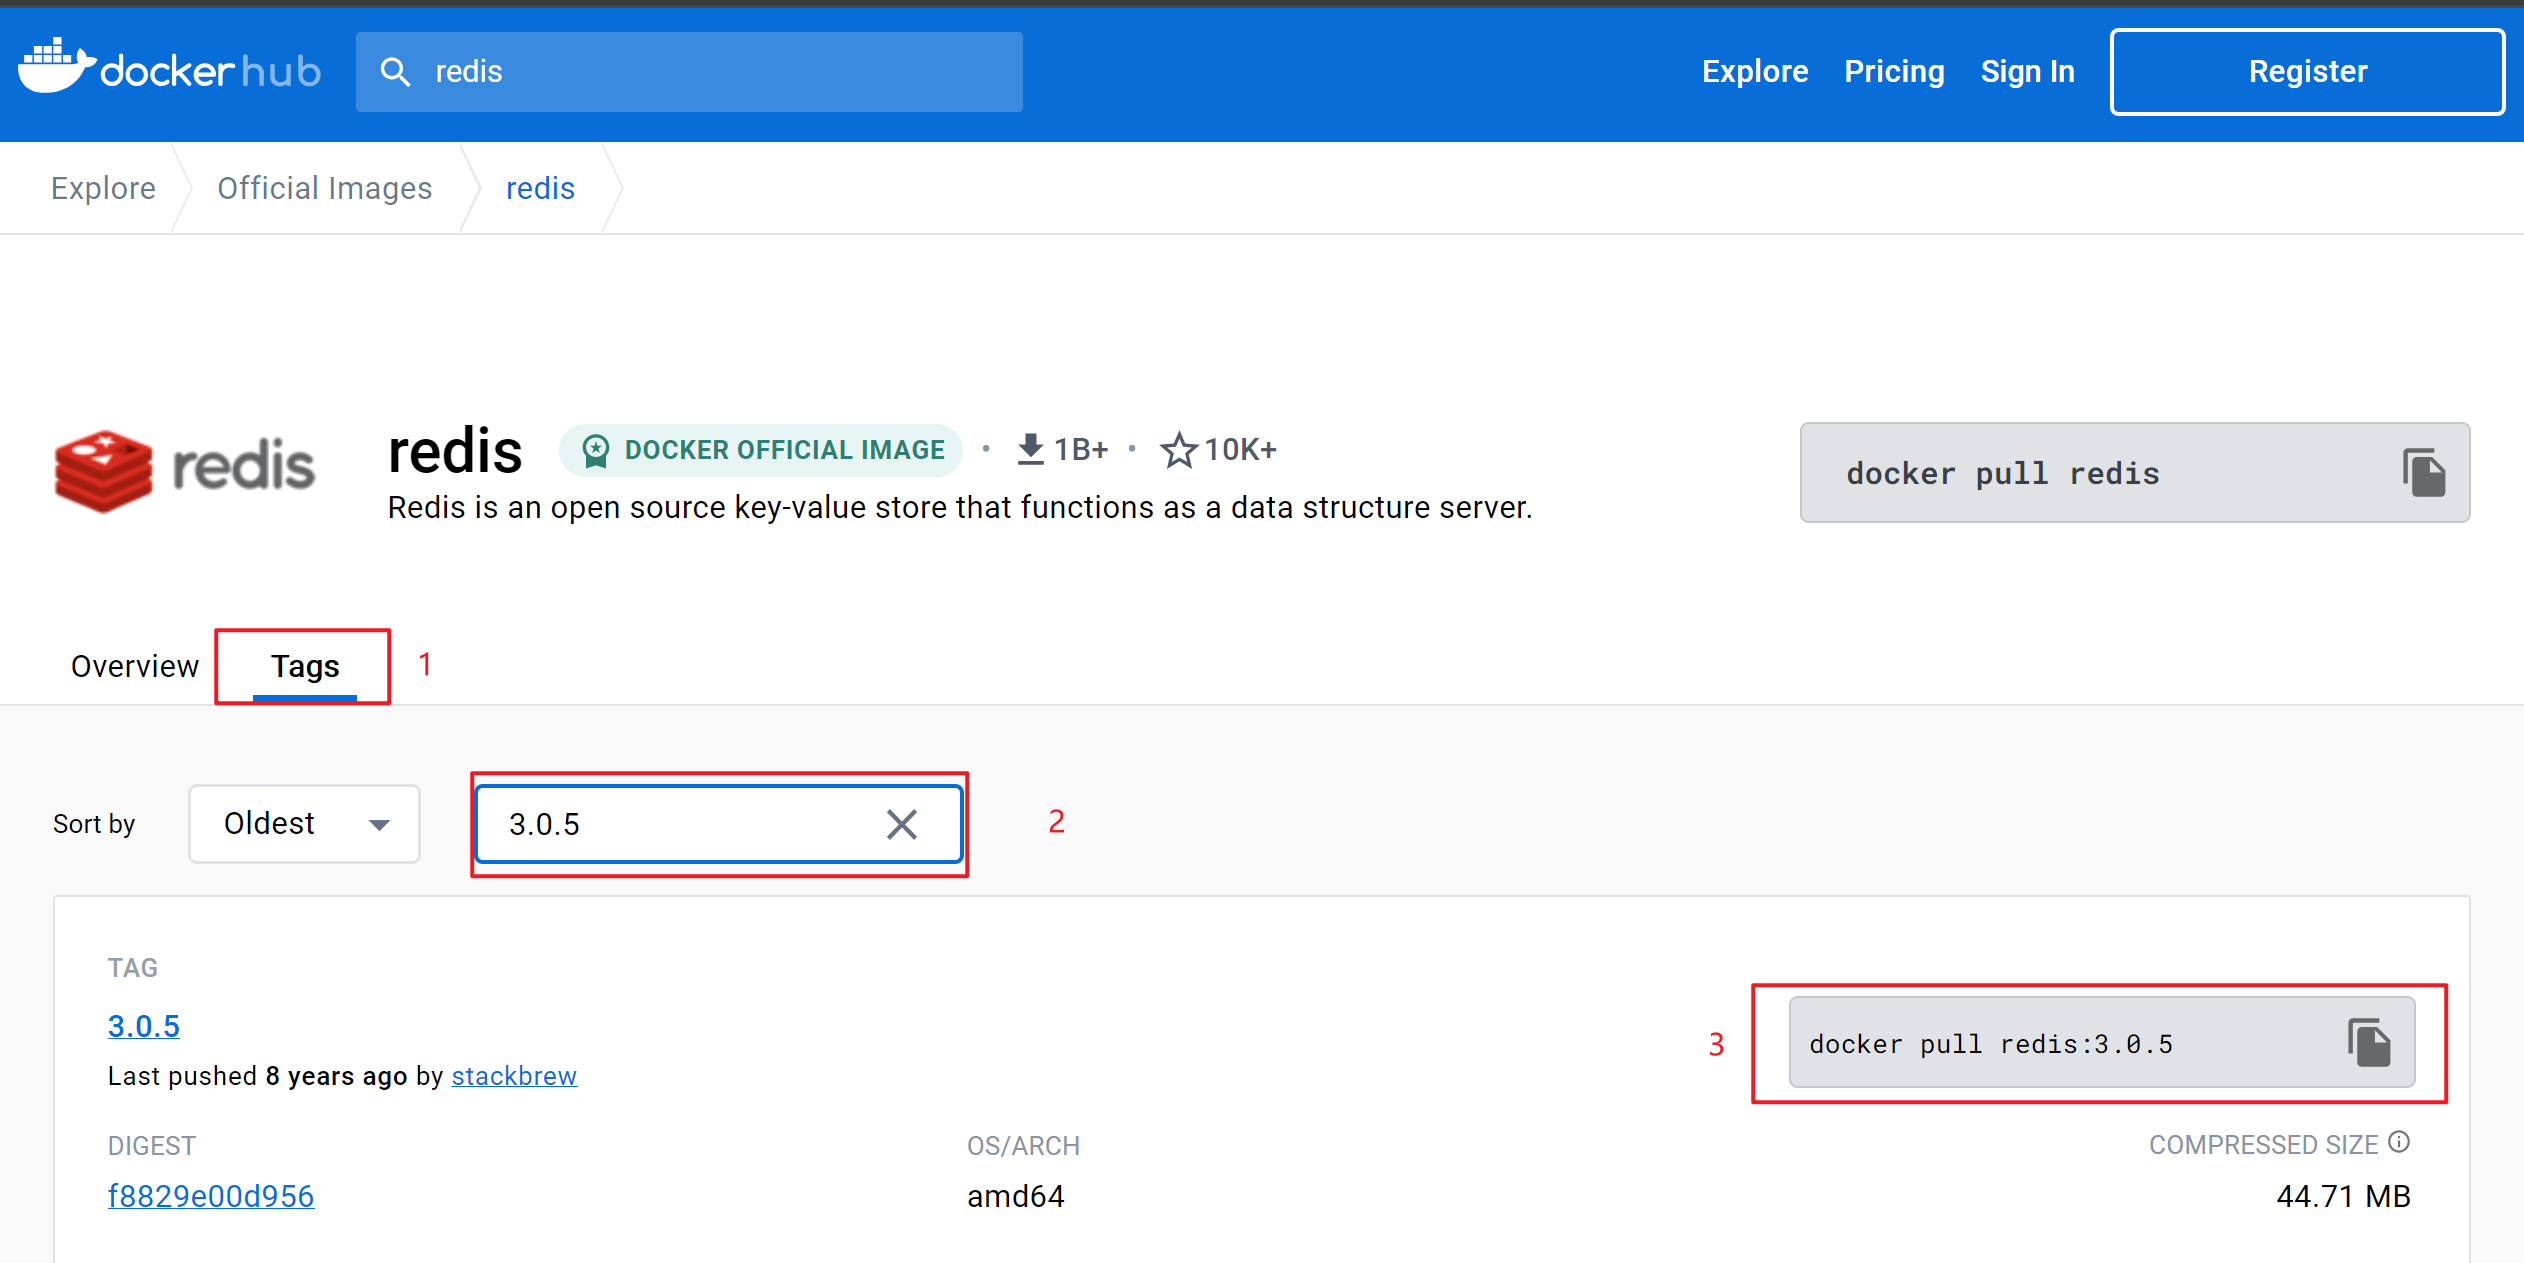 docker hub
redis
Explore
Pricing
Sign In
Register
Explore
Official Images
redis
redis
redis
DOCKER OFFICIAL IMAGE
1B+
10K+
docker pull redis
Redis is an open source key-value store that functions as a data structure server.
Overview
Tags
1
Sort by
Oldest
3.0.5
2
TAG
3.0.5
3
docker pull redis:3.0.5
Last pushed 8 years ago by stackbrew
DIGEST
OS/ARCH
COMPRESSED SIZE
f8829e00d956
amd64
44.71 MB